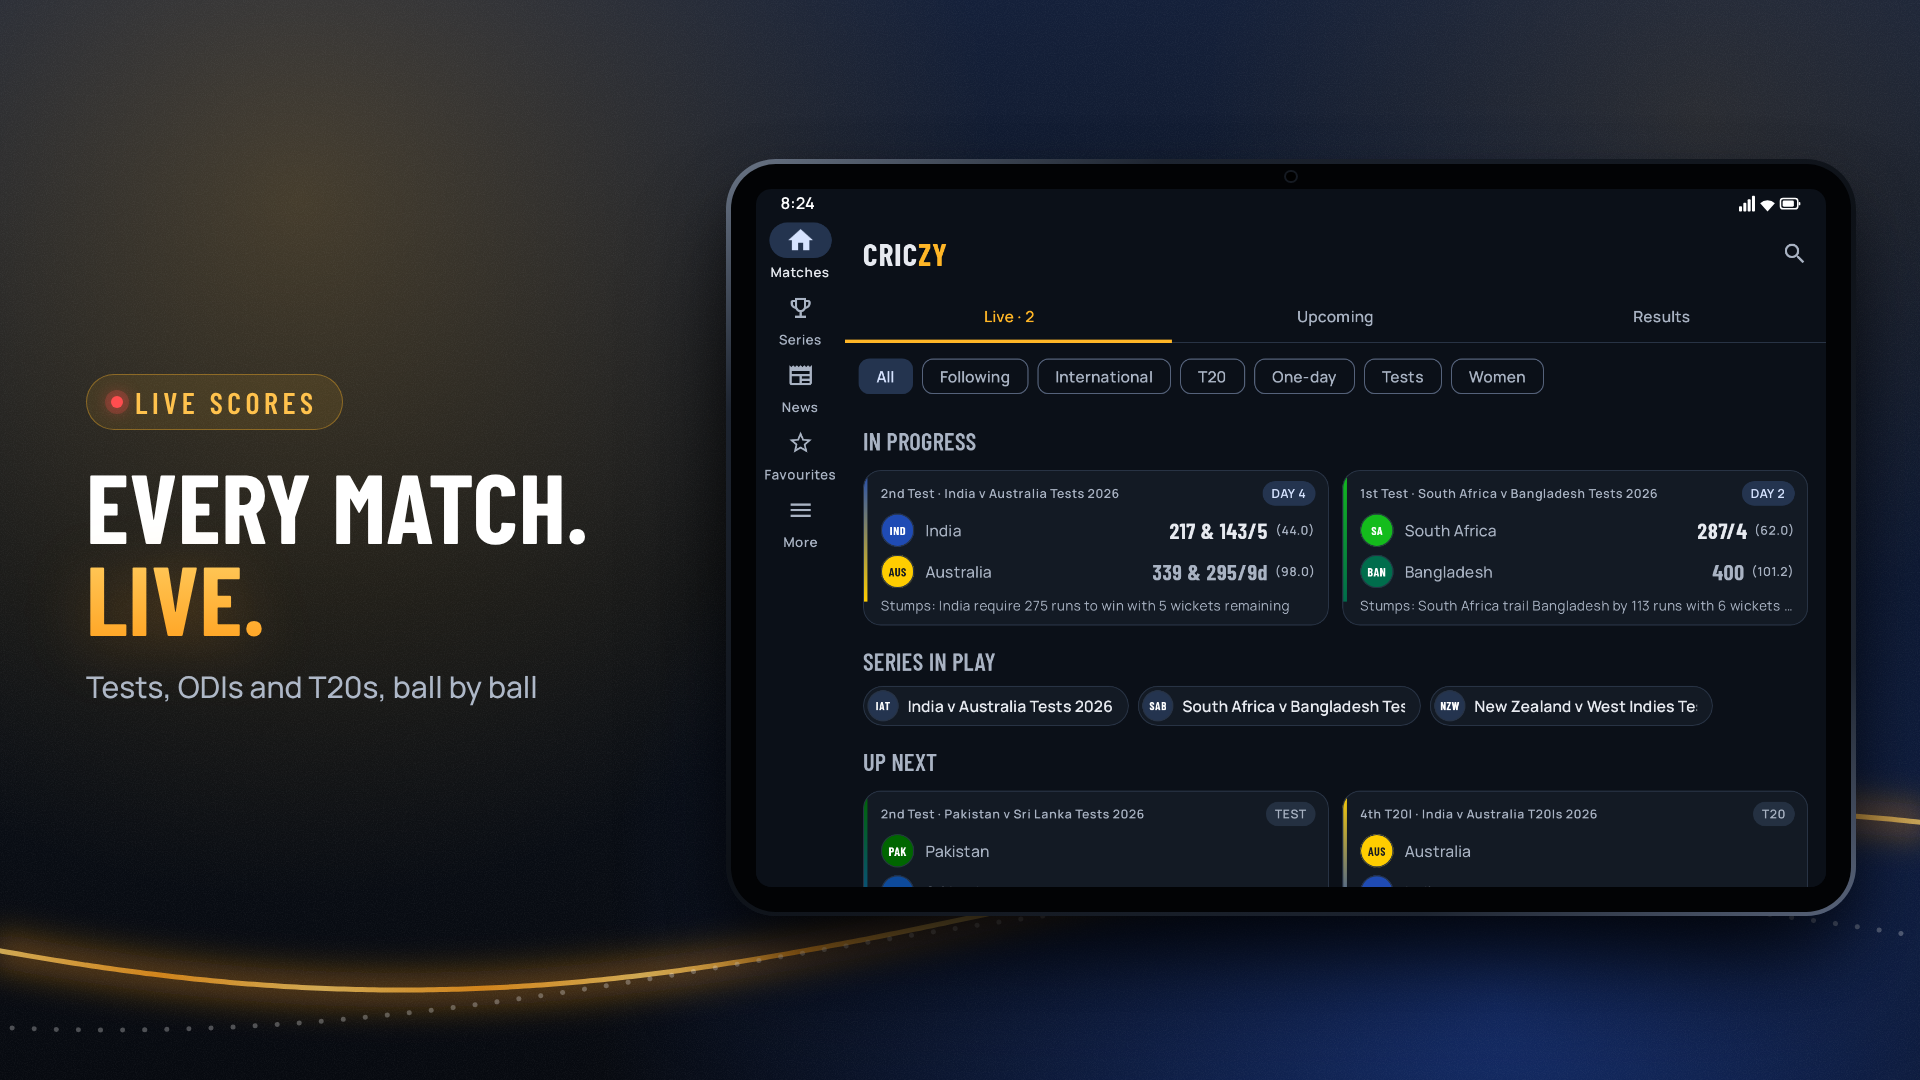 LIVE SCORES
EVERY MATCH.
LIVE.
Tests, ODIs and T20s, ball by ball
8:24
Matches
Series
News
Favourites
More
CRICZY
Live · 2
Upcoming
Results
All
Following
International
T20
One-day
Tests
Women
IN PROGRESS
2nd Test · India v Australia Tests 2026 DAY 4
IND India 217 & 143/5 (44.0)
AUS Australia 339 & 295/9d (98.0)
Stumps: India require 275 runs to win with 5 wickets remaining
1st Test · South Africa v Bangladesh Tests 2026 DAY 2
SA South Africa 287/4 (62.0)
BAN Bangladesh 400 (101.2)
Stumps: South Africa trail Bangladesh by 113 runs with 6 wickets ...
SERIES IN PLAY
IAT India v Australia Tests 2026
SAB South Africa v Bangladesh Tes
NZW New Zealand v West Indies Te
UP NEXT
2nd Test · Pakistan v Sri Lanka Tests 2026 TEST
PAK Pakistan
4th T20I · India v Australia T20Is 2026 T20
AUS Australia